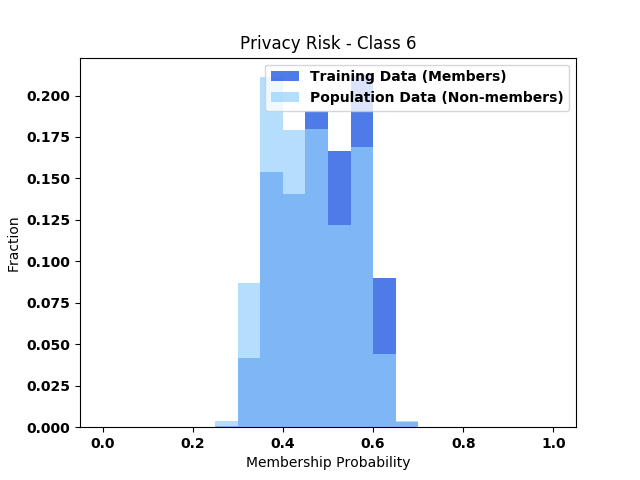 Privacy Risk - Class 6
Training Data (Members)
Population Data (Non-members)
Fraction
0.200
0.175
0.150
0.125
0.100
0.075
0.050
0.025
0.000
0.0 0.2 0.4 0.6 0.8 1.0
Membership Probability